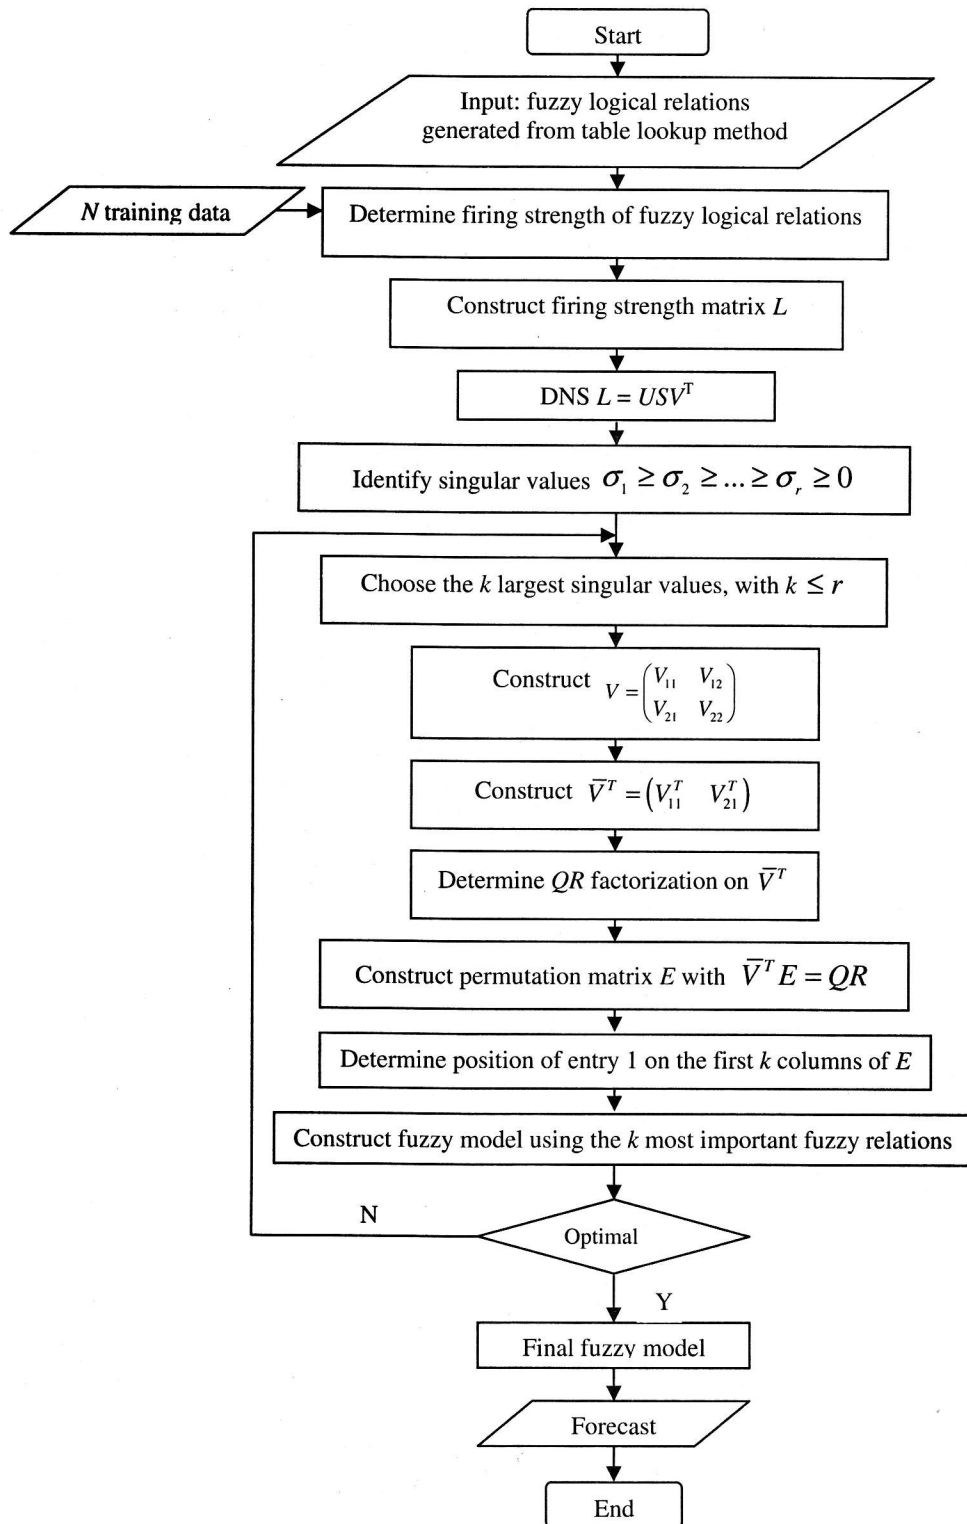 Start
Input: fuzzy logical relations
generated from table lookup method
N training data
Determine firing strength of fuzzy logical relations
Construct firing strength matrix L
DNS L = USVᵀ
Identify singular values σ₁ ≥ σ₂ ≥ ... ≥ σᵣ ≥ 0
Choose the k largest singular values, with k ≤ r
Construct V = (V₁₁ V₁₂
V₂₁ V₂₂)
Construct V̅ᵀ = (V₁₁ᵀ V₂₁ᵀ)
Determine QR factorization on V̅ᵀ
Construct permutation matrix E with V̅ᵀE = QR
Determine position of entry 1 on the first k columns of E
Construct fuzzy model using the k most important fuzzy relations
N
Optimal
Y
Final fuzzy model
Forecast
End